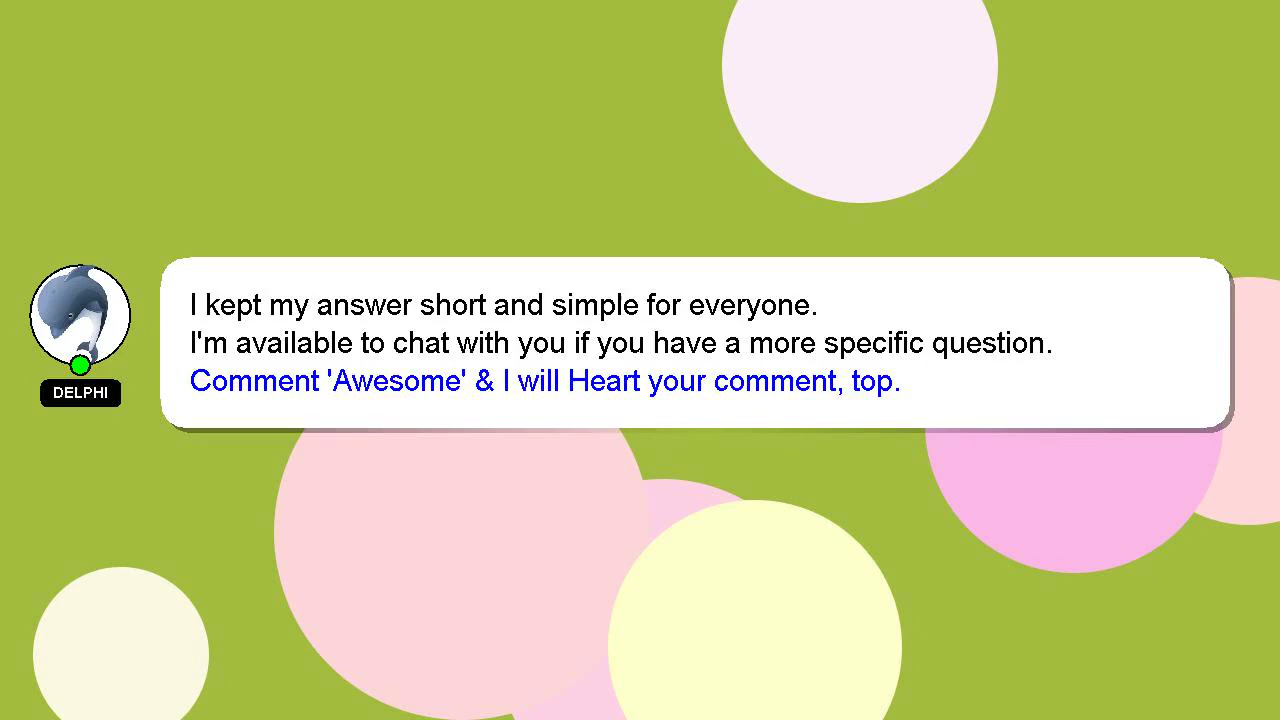 I kept my answer short and simple for everyone.
I'm available to chat with you if you have a more specific question.
Comment 'Awesome' & I will Heart your comment, top.
DELPHI